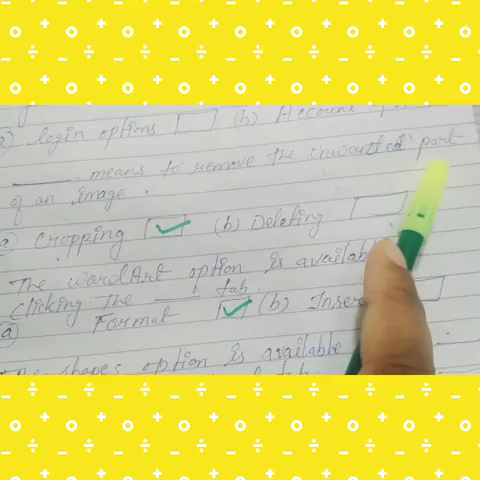 a) login options (b) Account
_____ means to remove the inwanted part
of an image.
a) Cropping (b) Deleting
The WordArt option is availab
clicking the _____ tab.
(a) Format (b) Inser
shapes option is available